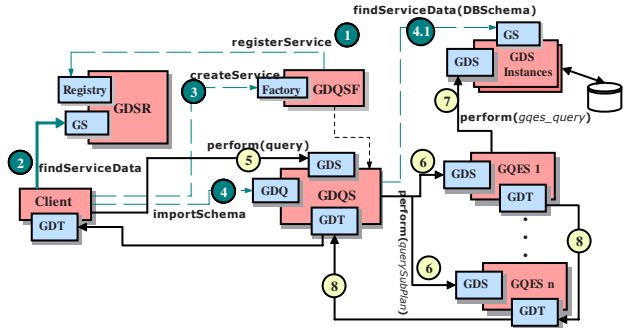 findServiceData(DBSchema)
1
4.1
GS
registerService
GDS
GDS
Instances
createService
Registry
3
Factory
GDQSF
GDSR
7
GS
perform(gqes_query)
2
findServiceData
perform(query)
5
6
GDS
GDS
GQES 1
4
GDQ
GDQS
Client
GDT
importSchema
GDT
GDT
perform(querySubPlan)
8
6
GDS
GQES n
8
GDT